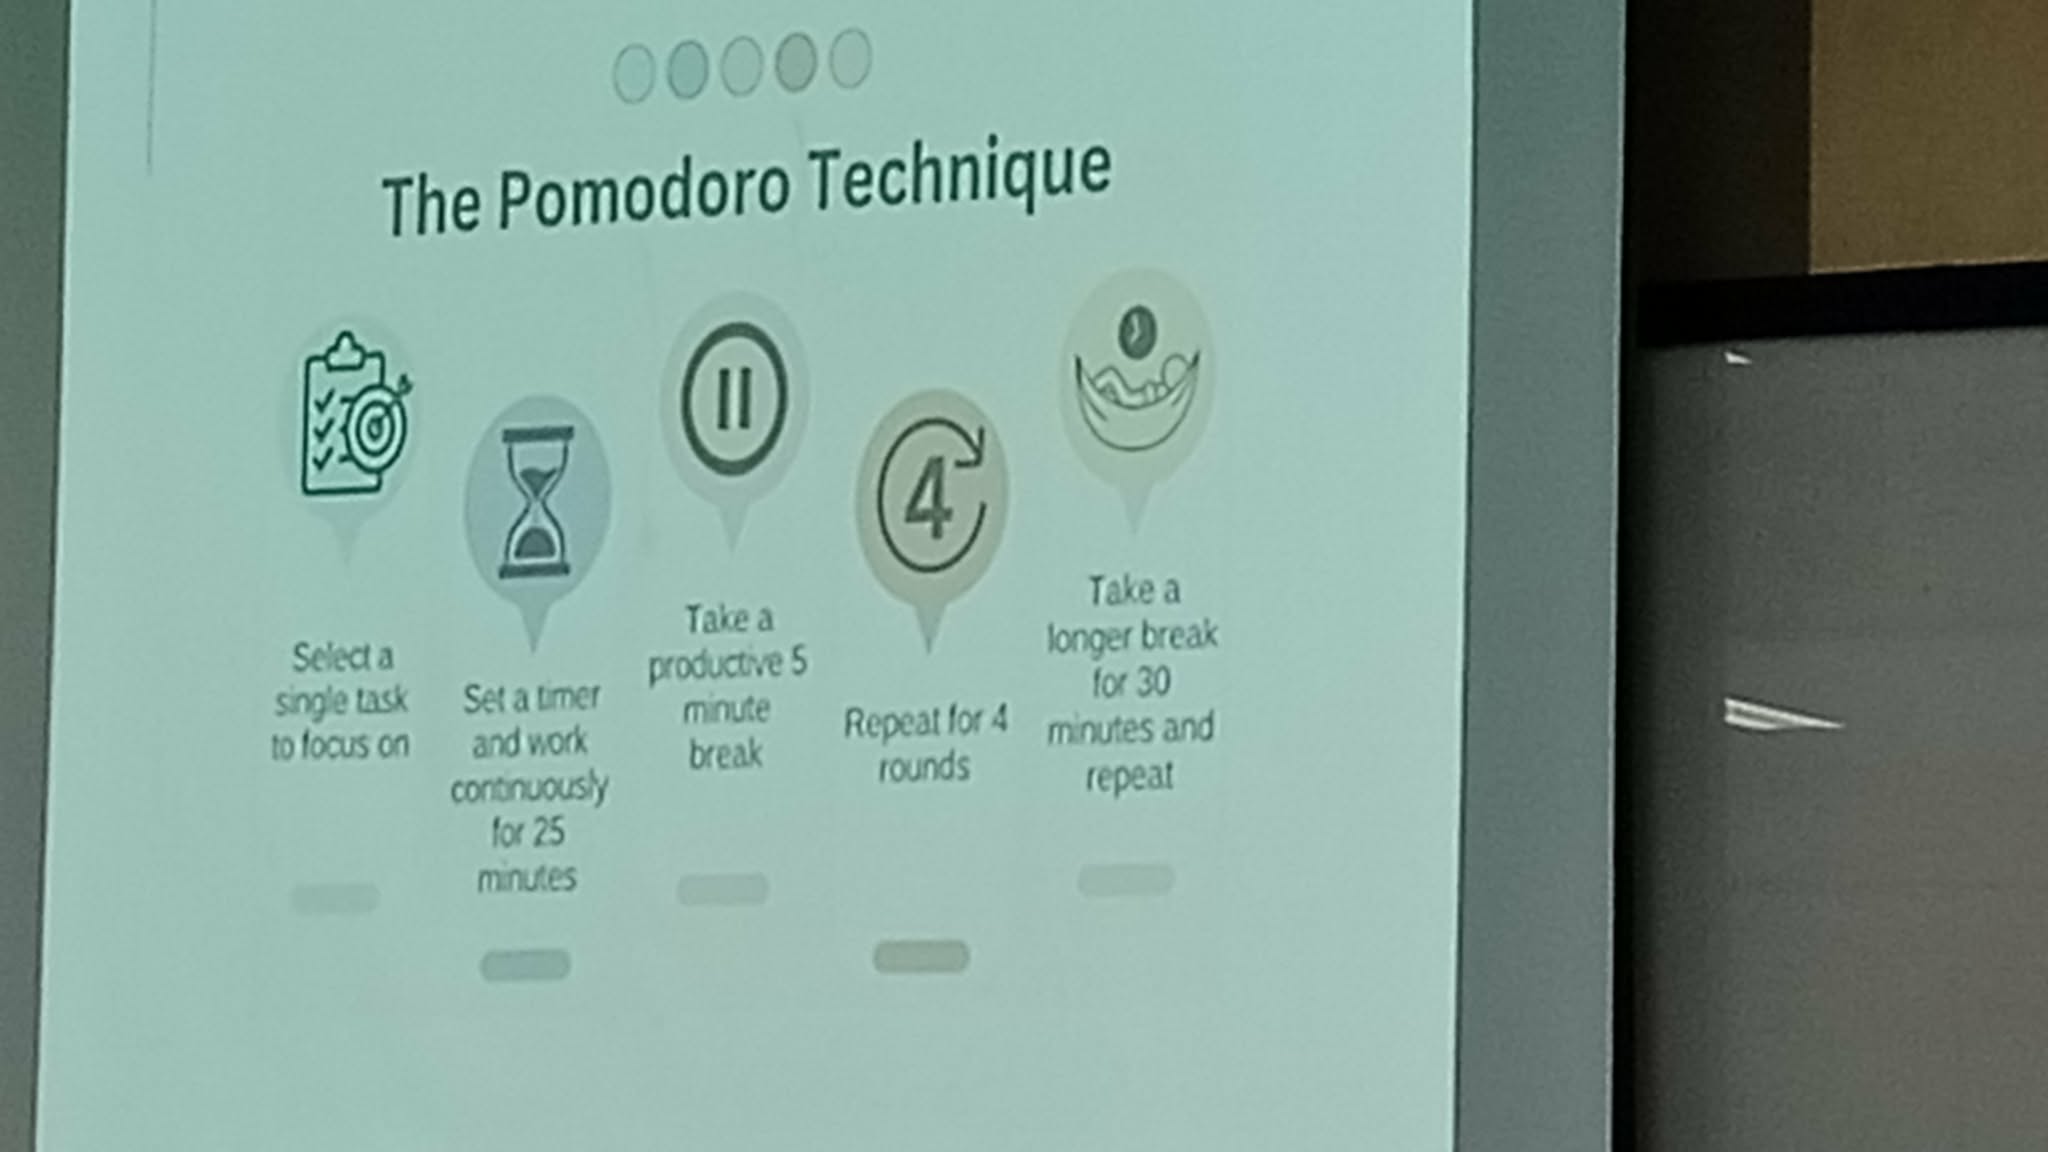 The Pomodoro Technique
Select a
single task
to focus on
Set a timer
and work
continuously
for 25
minutes
Take a
productive 5
minute
break
4
Repeat for 4
rounds
Take a
longer break
for 30
minutes and
repeat